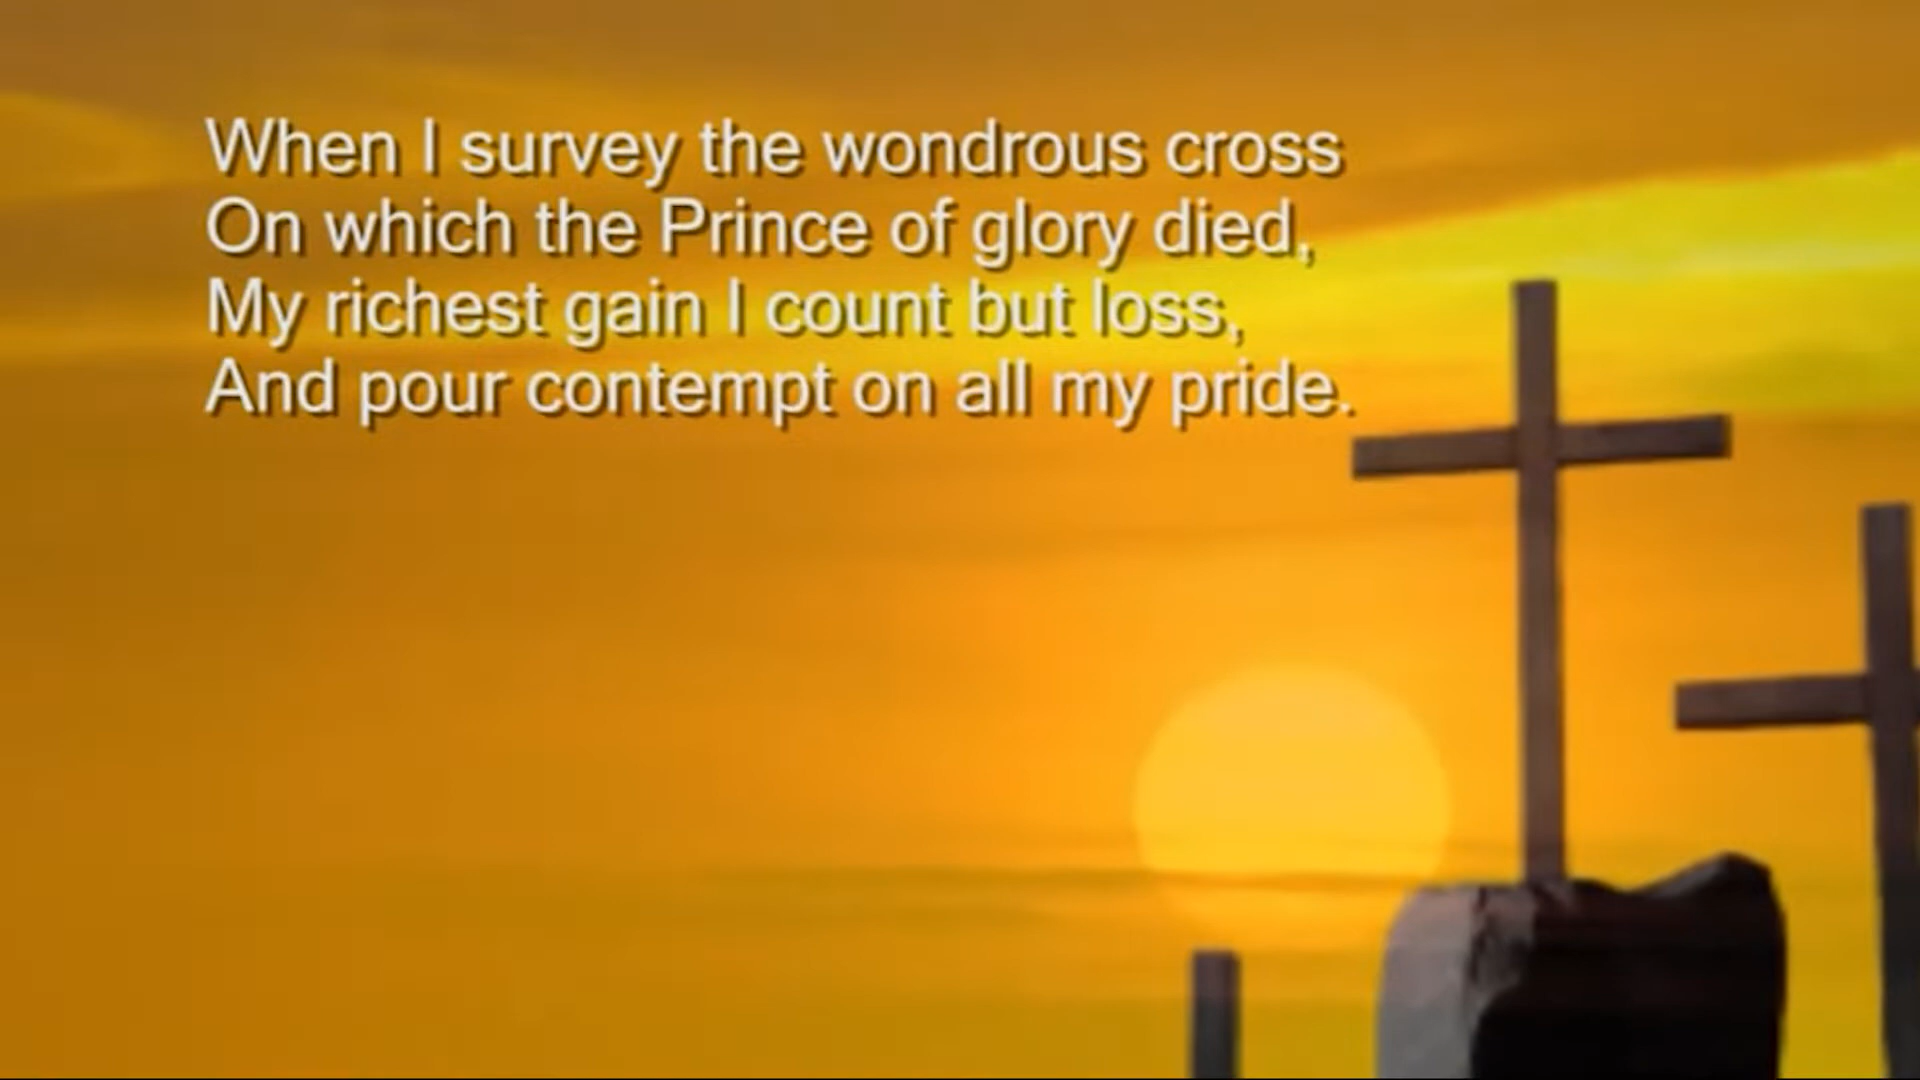 When I survey the wondrous cross
On which the Prince of glory died,
My richest gain I count but loss,
And pour contempt on all my pride.